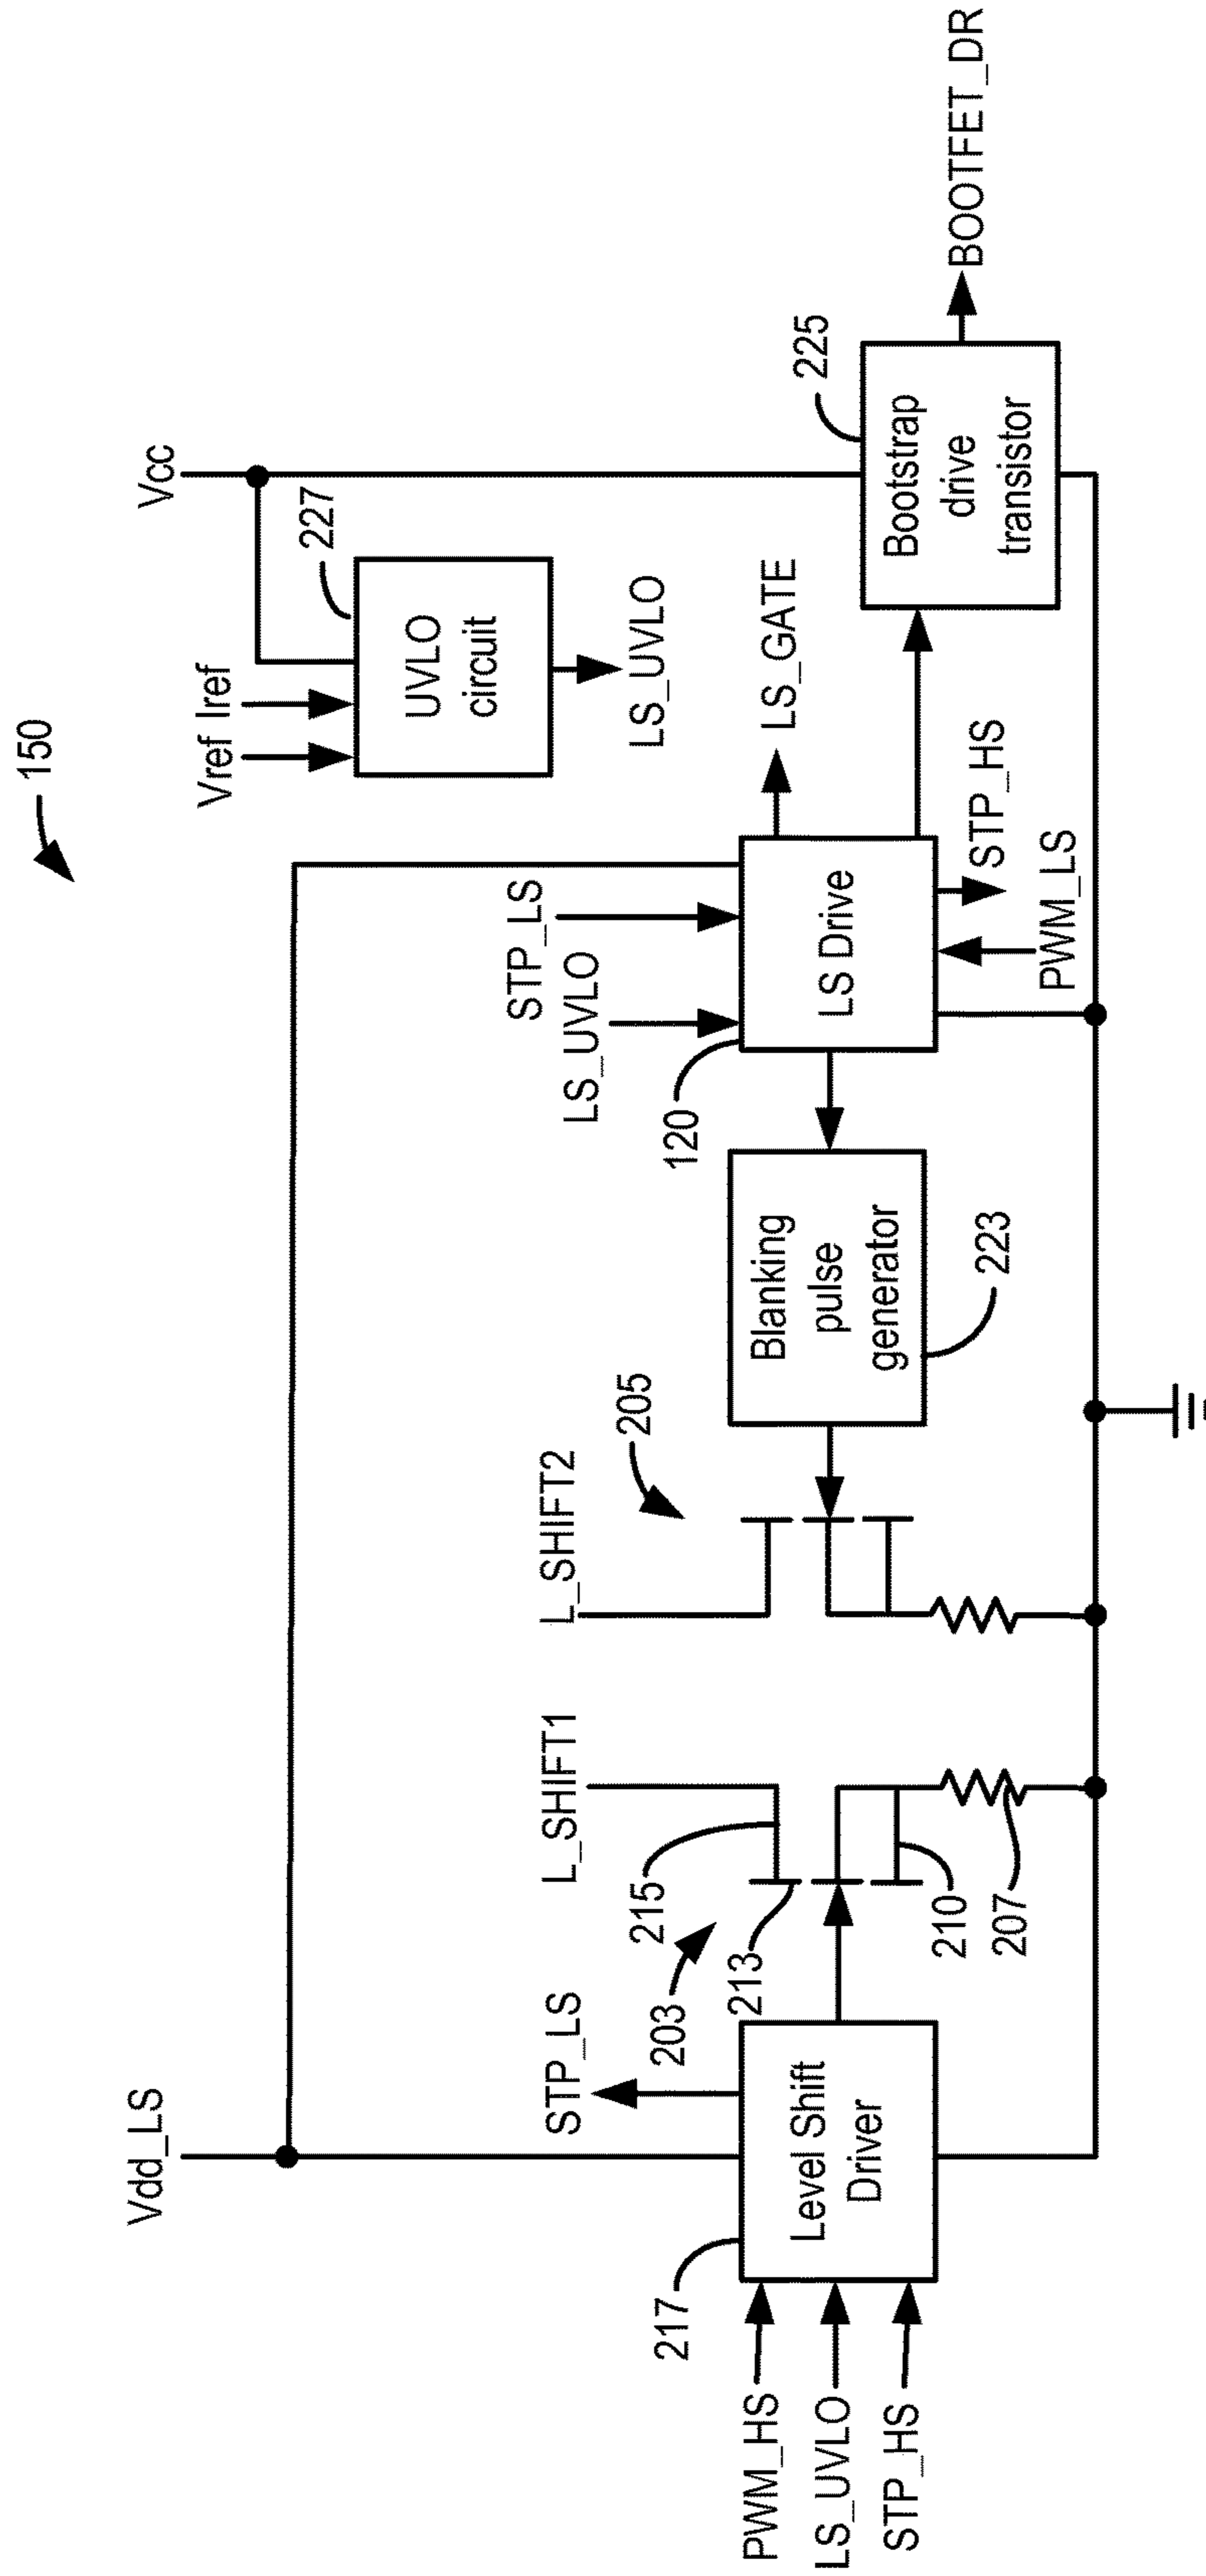 150
Vdd_LS
Vcc
Vref
Iref
227
UVLO
circuit
LS_UVLO
STP_LS
L_SHIFT1
L_SHIFT2
205
STP_LS
LS_UVLO
LS_GATE
225
215
203
213
120
217
PWM_HS
LS_UVLO
STP_HS
Level Shift
Driver
210
207
Blanking
pulse
generator
223
LS Drive
STP_HS
PWM_LS
Bootstrap
drive
transistor
BOOTFET_DR